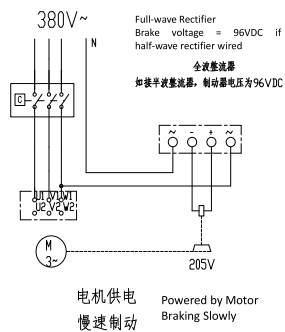 380V~
N
Full-wave Rectifier
Brake voltage = 96VDC if
half-wave rectifier wired
全波整流器
如接半波整流器，制动器电压为96VDC
C
~ - + ~
U1 V1 W1
U2 V2 W2
M
3~
205V
电机供电
慢速制动
Powered by Motor
Braking Slowly